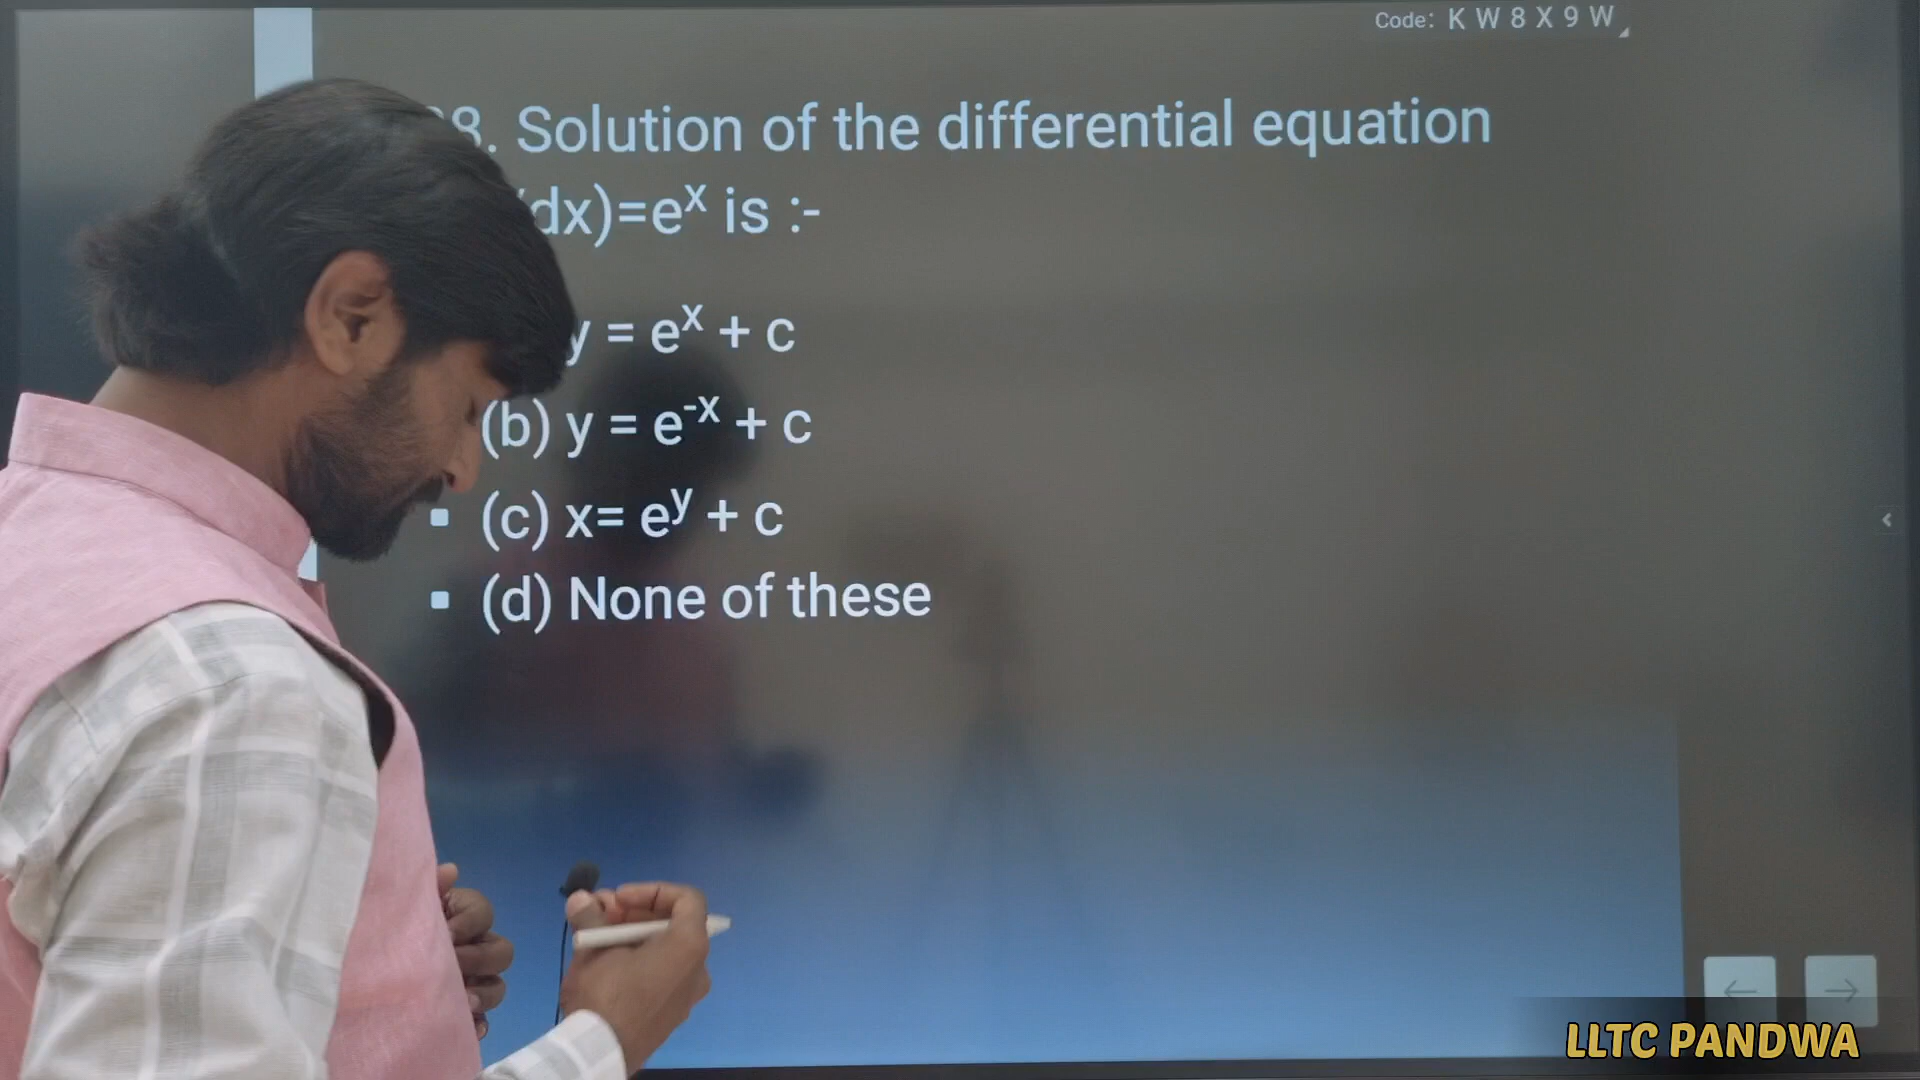 Code: K W 8 X 9 W
8. Solution of the differential equation
dx)=eˣ is :-
y = eˣ + c
(b) y = e⁻ˣ + c
▪ (c) x= eʸ + c
▪ (d) None of these
LLTC PANDWA